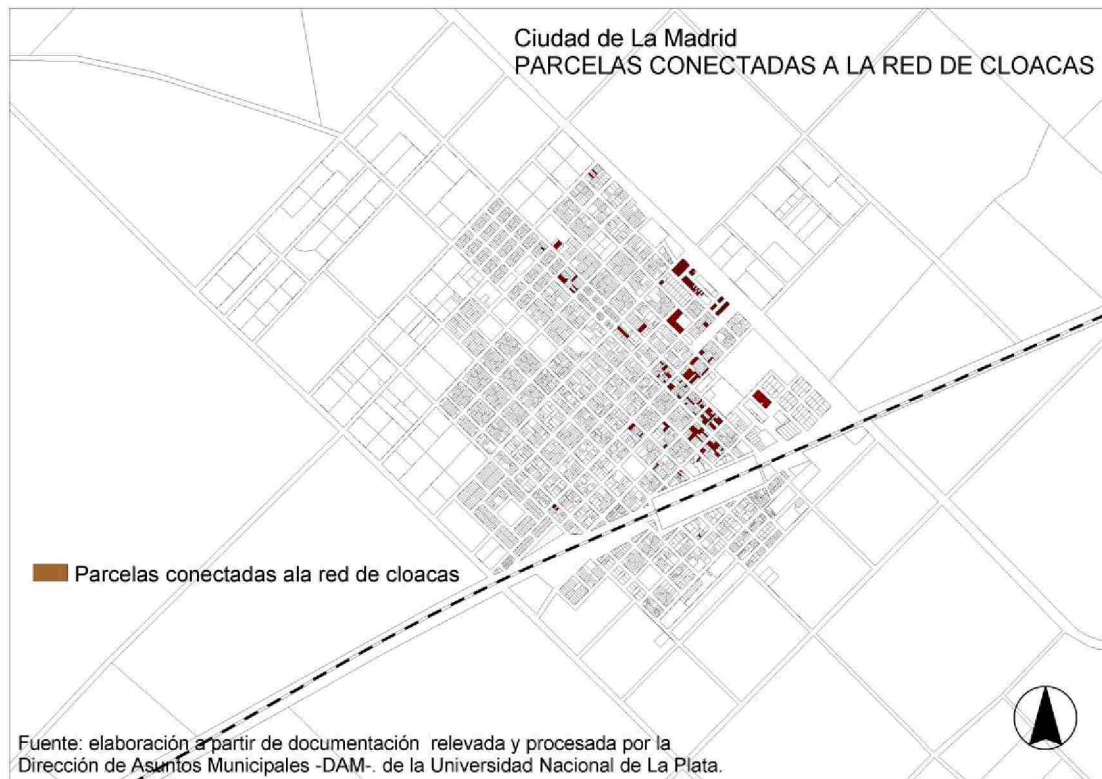 Ciudad de La Madrid
PARCELAS CONECTADAS A LA RED DE CLOACAS
Parcelas conectadas ala red de cloacas
Fuente: elaboración a partir de documentación relevada y procesada por la
Dirección de Asuntos Municipales -DAM-. de la Universidad Nacional de La Plata.